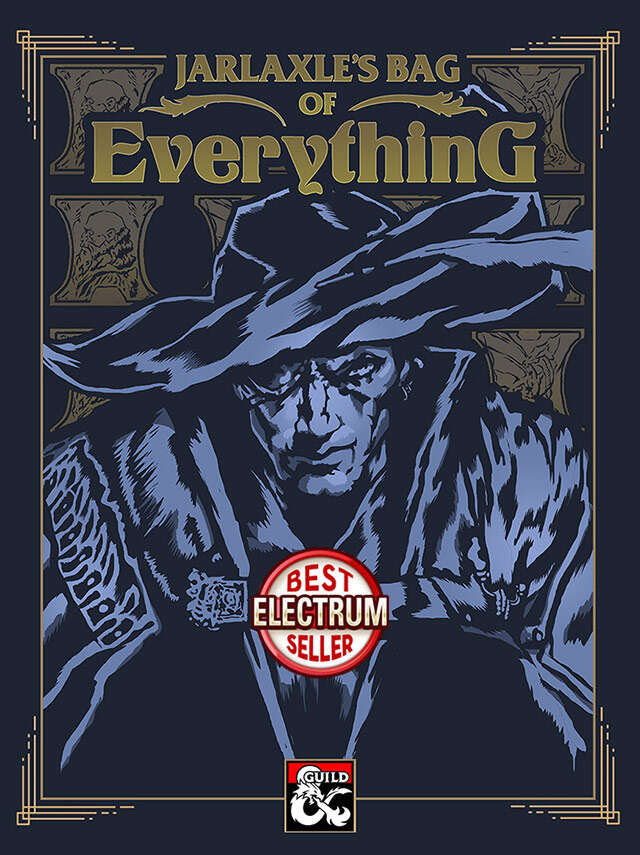 JARLAXLE'S BAG
OF
EverythinG
BEST
ELECTRUM
SELLER
GUILD